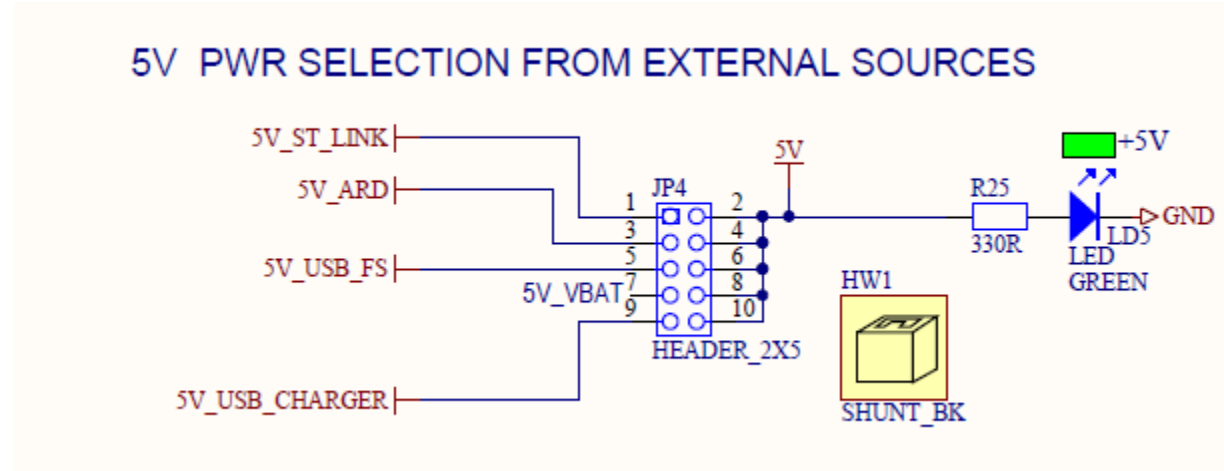 5V PWR SELECTION FROM EXTERNAL SOURCES
5V_ST_LINK
5V_ARD
5V_USB_FS
5V_VBAT
5V_USB_CHARGER
JP4
1 2
3 4
5 6
7 8
9 10
HEADER_2X5
5V
R25
330R
+5V
LD5
LED
GREEN
GND
HW1
SHUNT_BK